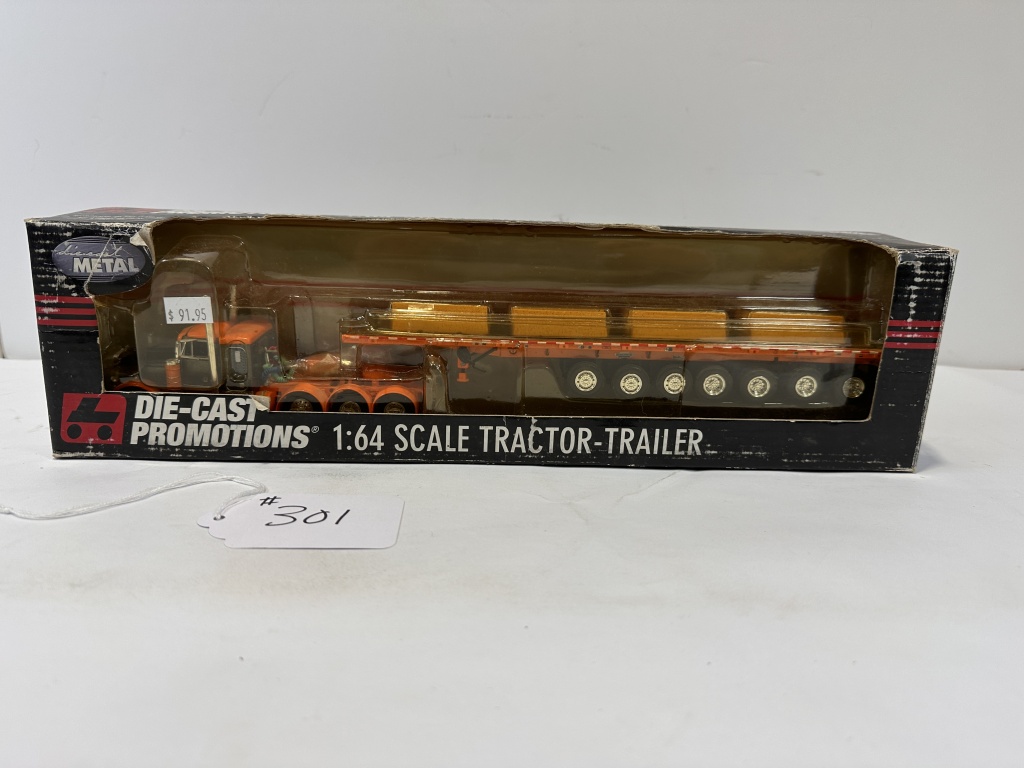 METAL
$ 91.95
DIE-CAST
PROMOTIONS®
1:64 SCALE TRACTOR-TRAILER
#301